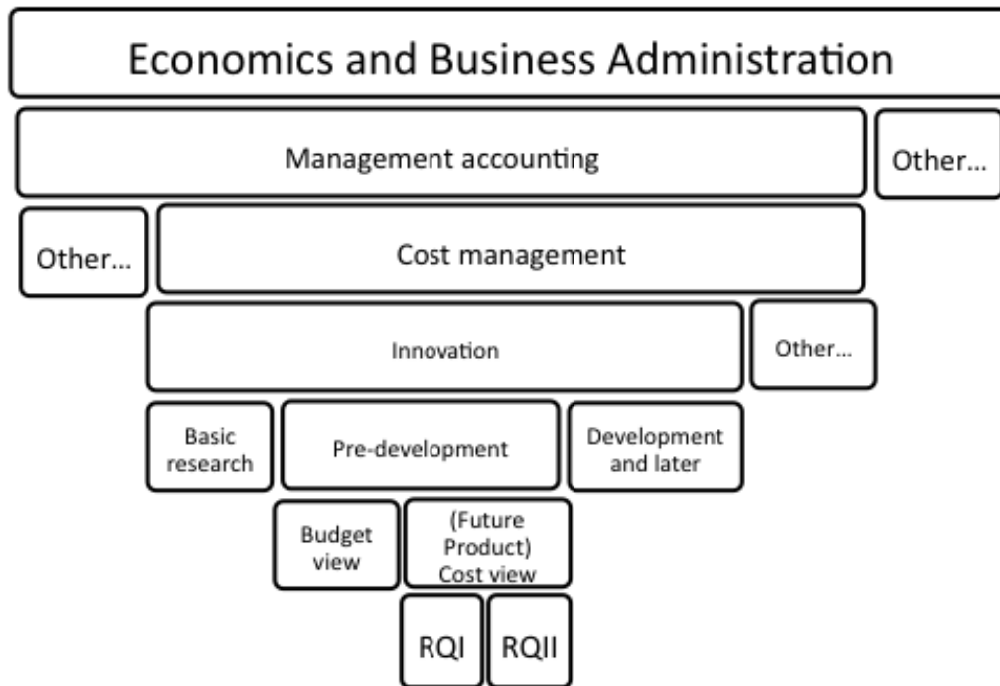 Economics and Business Administration
Management accounting
Other...
Other...
Cost management
Innovation
Other...
Basic
research
Pre-development
Development
and later
Budget
view
(Future
Product)
Cost view
RQI
RQII